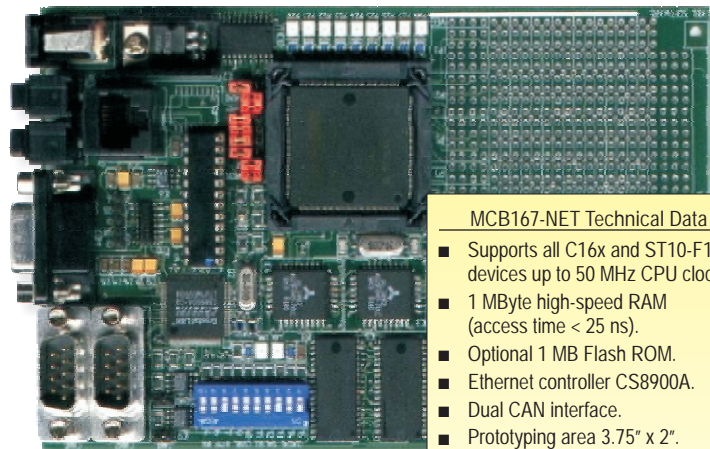 MCB167-NET Technical Data
■ Supports all C16x and ST10-F1
devices up to 50 MHz CPU cloc
■ 1 MByte high-speed RAM
(access time < 25 ns).
■ Optional 1 MB Flash ROM.
■ Ethernet controller CS8900A.
■ Dual CAN interface.
■ Prototyping area 3.75" x 2".